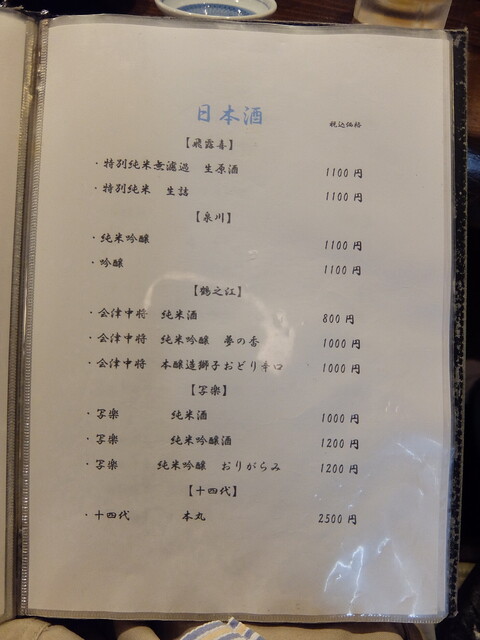 日本酒
税込価格
【飛露喜】
・特別純米無濾過 生原酒 1100円
・特別純米 生詰 1100円
【泉川】
・純米吟醸 1100円
・吟醸 1100円
【鶴之江】
・会津中将 純米酒 800円
・会津中将 純米吟醸 夢の香 1000円
・会津中将 本醸造獅子おどり辛口 1000円
【写楽】
・写楽 純米酒 1000円
・写楽 純米吟醸酒 1200円
・写楽 純米吟醸 おりがらみ 1200円
【十四代】
・十四代 本丸 2500円